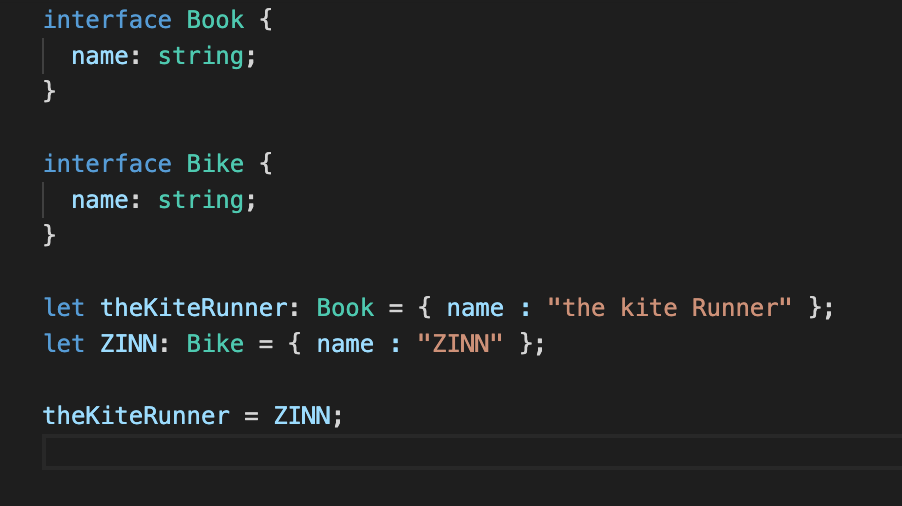 interface Book {
name: string;
}
interface Bike {
name: string;
}
let theKiteRunner: Book = { name : "the kite Runner" };
let ZINN: Bike = { name : "ZINN" };
theKiteRunner = ZINN;